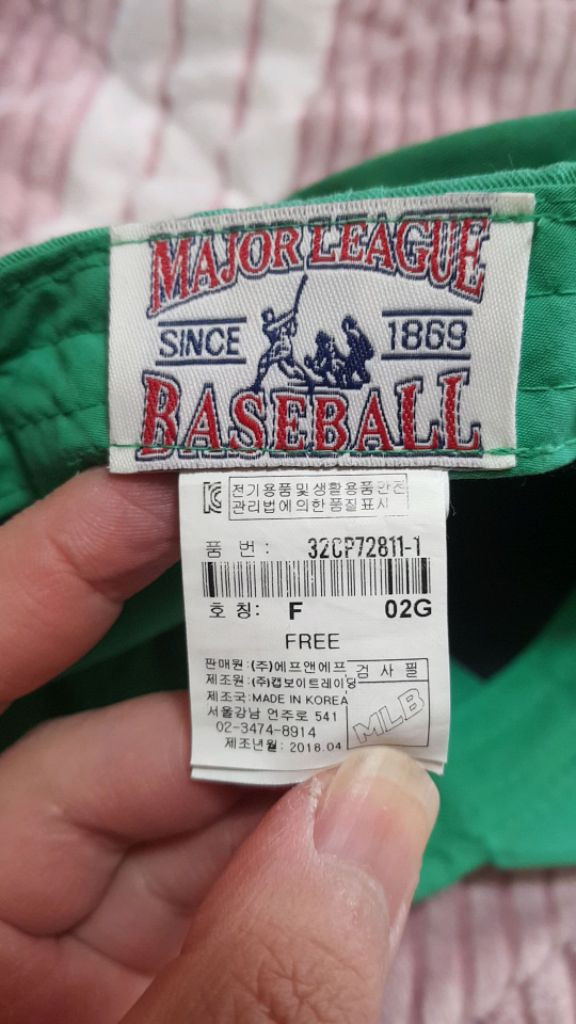 MAJOR LEAGUE
SINCE 1869
BASEBALL
전기용품및생활용품안전
관리법에의한품질표시
품 번 : 32CP72811-1
호 칭: F 02G
FREE
판매원 : (주)에프앤에프
제조원 : (주)캡보이트레이딩
제조국 : MADE IN KOREA
서울강남 언주로 541
02-3474-8914
제조년월 : 2018.04
검 사 필
MLB